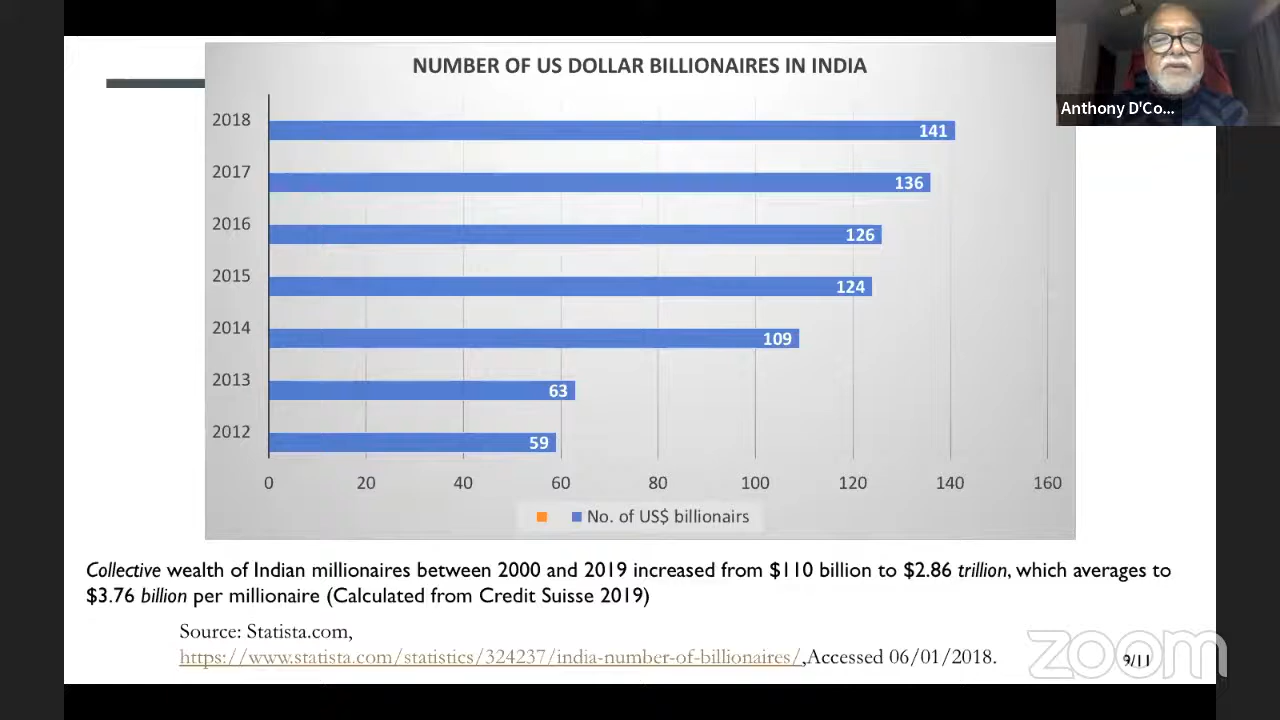 NUMBER OF US DOLLAR BILLIONAIRES IN INDIA
Anthony D'Co...
2018
141
2017
136
2016
126
2015
124
2014
109
2013
63
2012
59
0 20 40 60 80 100 120 140 160
No. of US$ billionairs
Collective wealth of Indian millionaires between 2000 and 2019 increased from $110 billion to $2.86 trillion, which averages to
$3.76 billion per millionaire (Calculated from Credit Suisse 2019)
Source: Statista.com,
https://www.statista.com/statistics/324237/india-number-of-billionaires/,Accessed 06/01/2018.
zoom
9/11